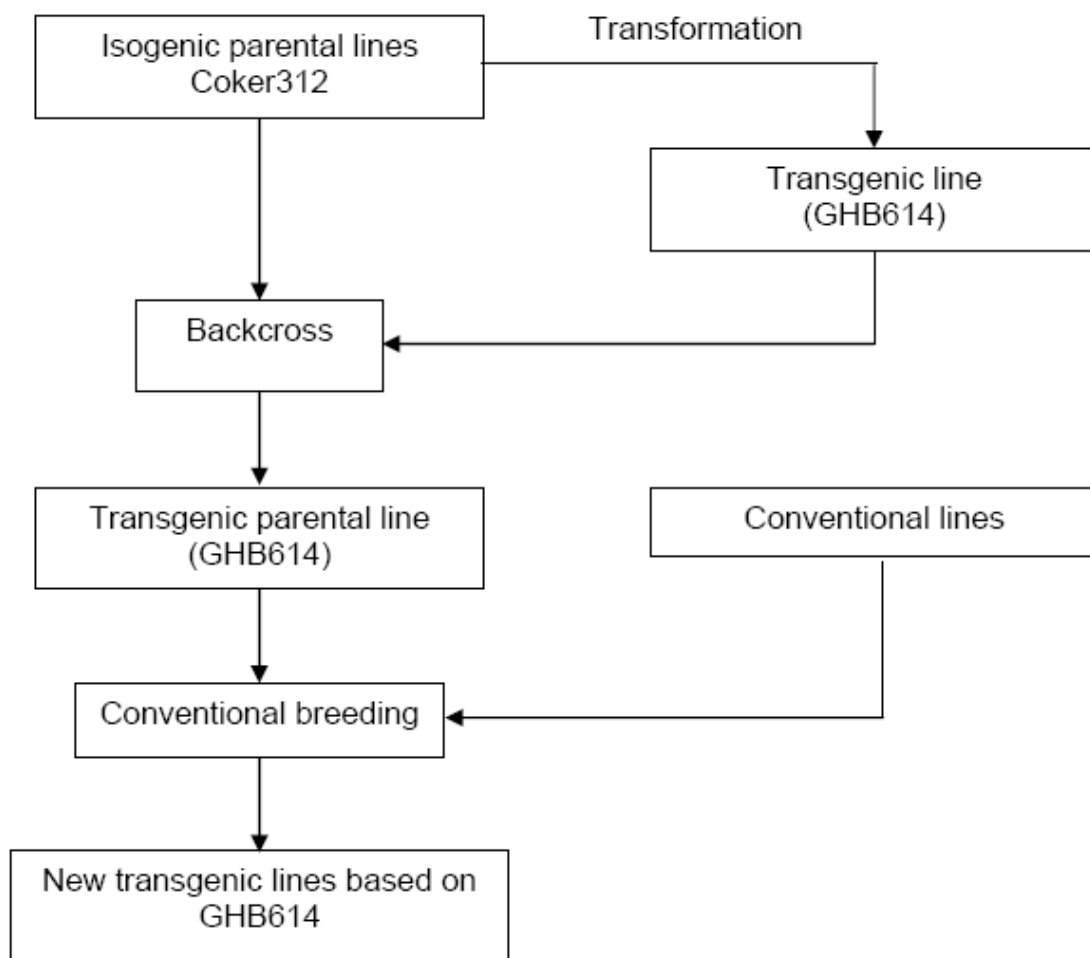 Isogenic parental lines
Coker312
Transformation
Transgenic line
(GHB614)
Backcross
Transgenic parental line
(GHB614)
Conventional lines
Conventional breeding
New transgenic lines based on
GHB614